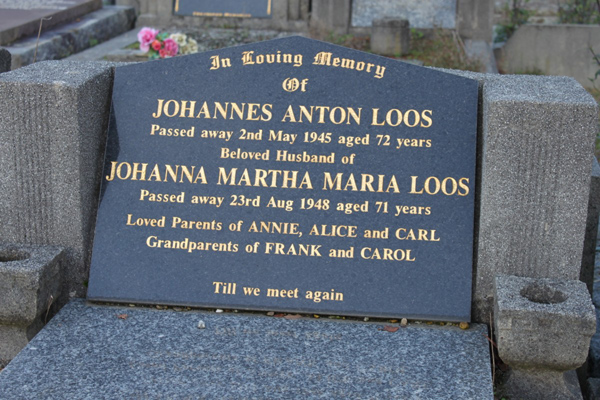 In Loving Memory
Of
JOHANNES ANTON LOOS
Passed away 2nd May 1945 aged 72 years
Beloved Husband of
JOHANNA MARTHA MARIA LOOS
Passed away 23rd Aug 1948 aged 71 years
Loved Parents of ANNIE, ALICE and CARL
Grandparents of FRANK and CAROL
Till we meet again